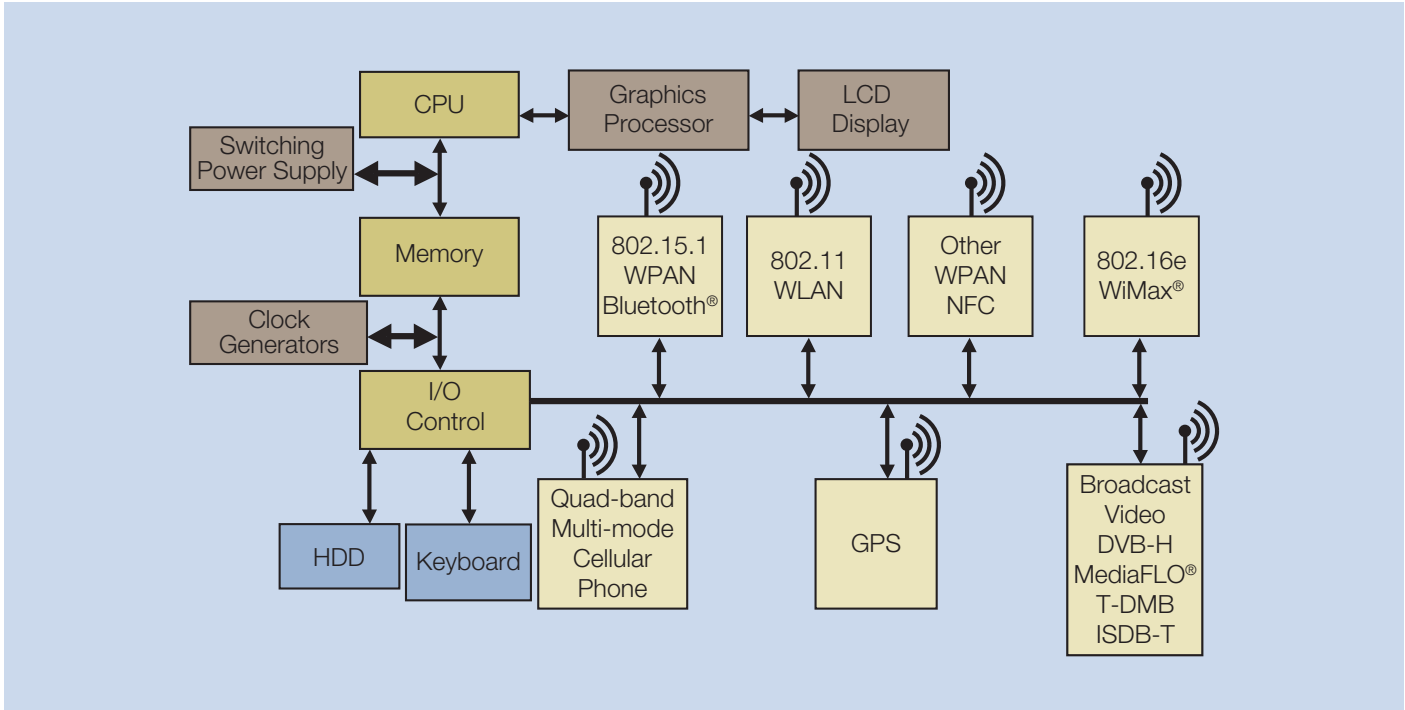 CPU
Graphics
Processor
LCD
Display
Switching
Power Supply
Memory
802.15.1
WPAN
Bluetooth®
802.11
WLAN
Other
WPAN
NFC
802.16e
WiMax®
Clock
Generators
I/O
Control
HDD
Keyboard
Quad-band
Multi-mode
Cellular
Phone
GPS
Broadcast
Video
DVB-H
MediaFLO®
T-DMB
ISDB-T